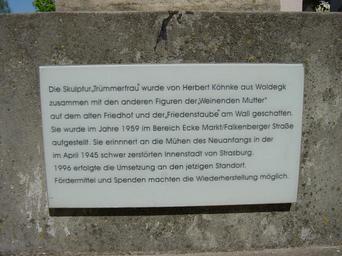 Die Skulptur „Trümmerfrau" wurde von Herbert Köhnke aus Woldegk
zusammen mit den anderen Figuren der „Weinenden Mutter"
auf dem alten Friedhof und der „Friedenstaube" am Wall geschaffen.
Sie wurde im Jahre 1959 im Bereich Ecke Markt/Falkenberger Straße
aufgestellt. Sie erinnnert an die Mühen des Neuanfangs in der
im April 1945 schwer zerstörten Innenstadt von Strasburg.
1996 erfolgte die Umsetzung an den jetzigen Standort.
Fördermittel und Spenden machten die Wiederherstellung möglich.